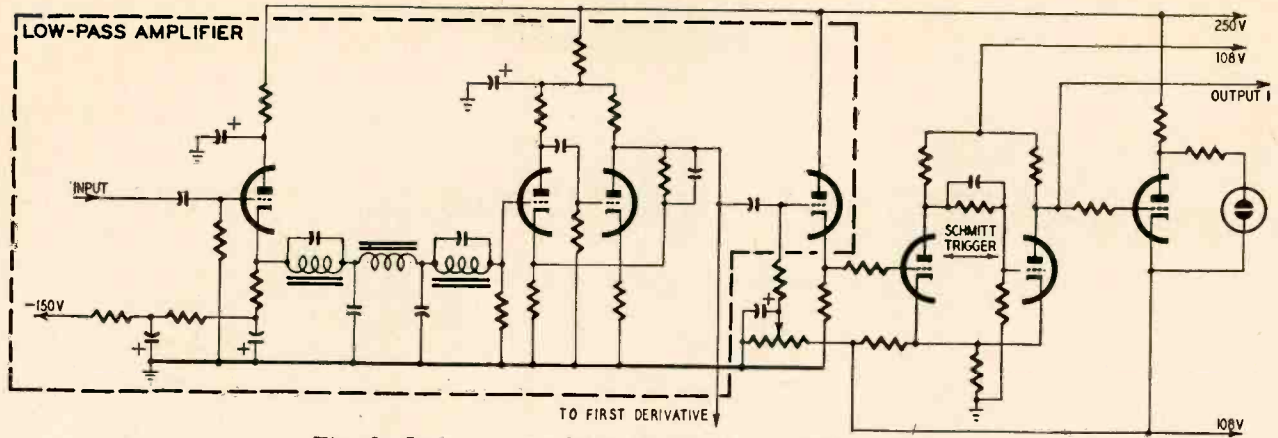 LOW-PASS AMPLIFIER
250V
108V
OUTPUT 1
INPUT
SCHMITT
TRIGGER
-150V
TO FIRST DERIVATIVE
108V